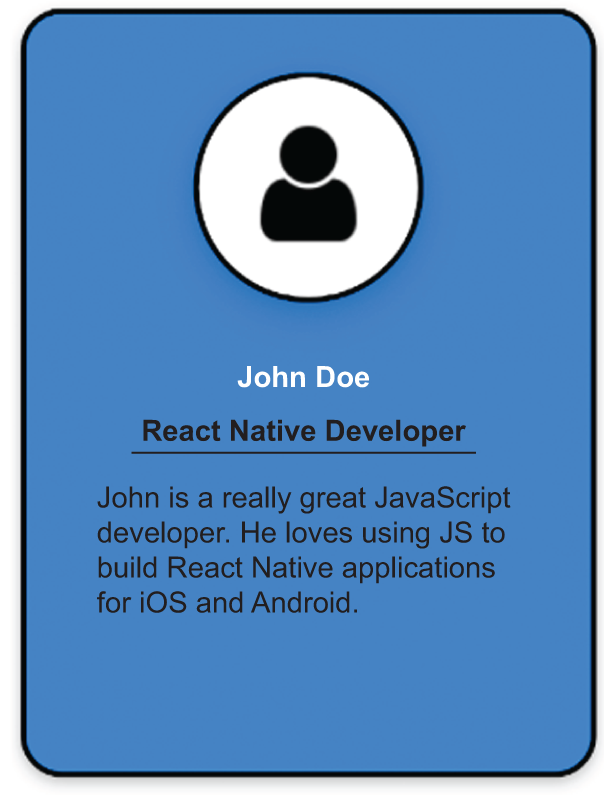 John Doe
React Native Developer
John is a really great JavaScript
developer. He loves using JS to
build React Native applications
for iOS and Android.